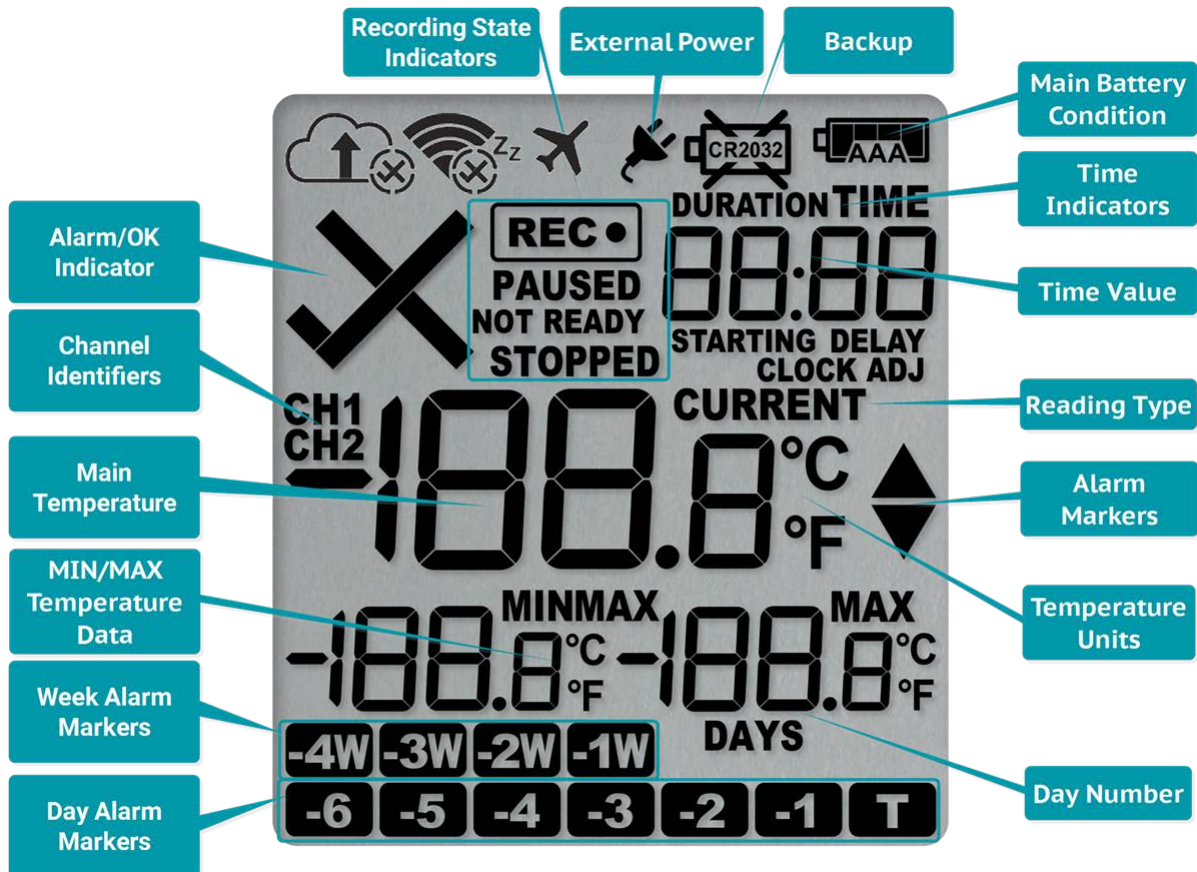 Recording State
Indicators
External Power
Backup
Main Battery
Condition
Time
Indicators
Alarm/OK
Indicator
Time Value
Channel
Identifiers
Reading Type
Main
Temperature
Alarm
Markers
MIN/MAX
Temperature
Data
Temperature
Units
Week Alarm
Markers
Day Number
Day Alarm
Markers
Zz
CR2032
AAA
DURATION TIME
REC
88:88
PAUSED
NOT READY
STOPPED
STARTING DELAY
CLOCK ADJ
CURRENT
CH1
CH2
-188.8 °C
°F
MINMAX
MAX
-188.8 °C
°F
-188.8 °C
°F
DAYS
-4W -3W -2W -1W
-6 -5 -4 -3 -2 -1 T